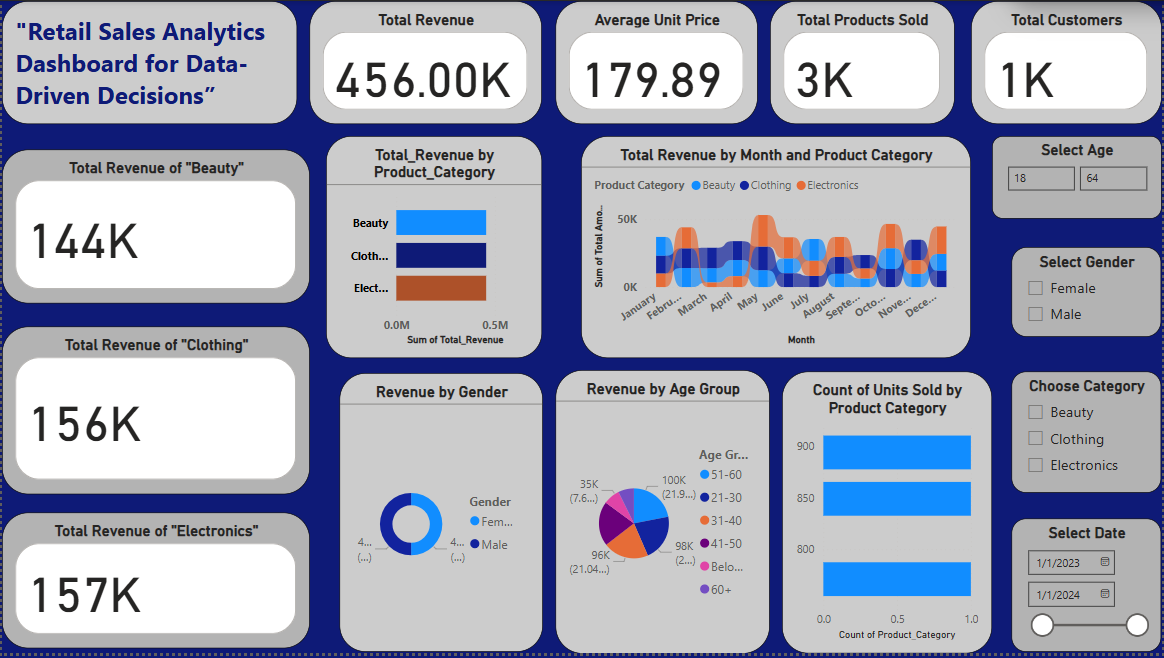 "Retail Sales Analytics
Dashboard for Data-
Driven Decisions”
Total Revenue
456.00K
Average Unit Price
179.89
Total Products Sold
3K
Total Customers
1K
Total Revenue of "Beauty"
144K
Total Revenue of "Clothing"
156K
Total Revenue of "Electronics"
157K
Total_Revenue by
Product_Category
Beauty
Cloth...
Elect...
0.0M 0.5M
Sum of Total_Revenue
Total Revenue by Month and Product Category
Product Category Beauty Clothing Electronics
Sum of Total Amo...
50K
0K
January Febru... March April May June July August Septe... Octo... Nove... Dece...
Month
Select Age
18 64
Select Gender
Female
Male
Revenue by Gender
Gender
Fem...
Male
4...
(...)
4...
(...)
Revenue by Age Group
Age Gr...
51-60
21-30
31-40
41-50
Belo...
60+
100K
(21.9...)
98K
(2...)
96K
(21.04...)
35K
(7.6...)
Count of Units Sold by
Product Category
900
850
800
0.0 0.5 1.0
Count of Product_Category
Choose Category
Beauty
Clothing
Electronics
Select Date
1/1/2023
1/1/2024